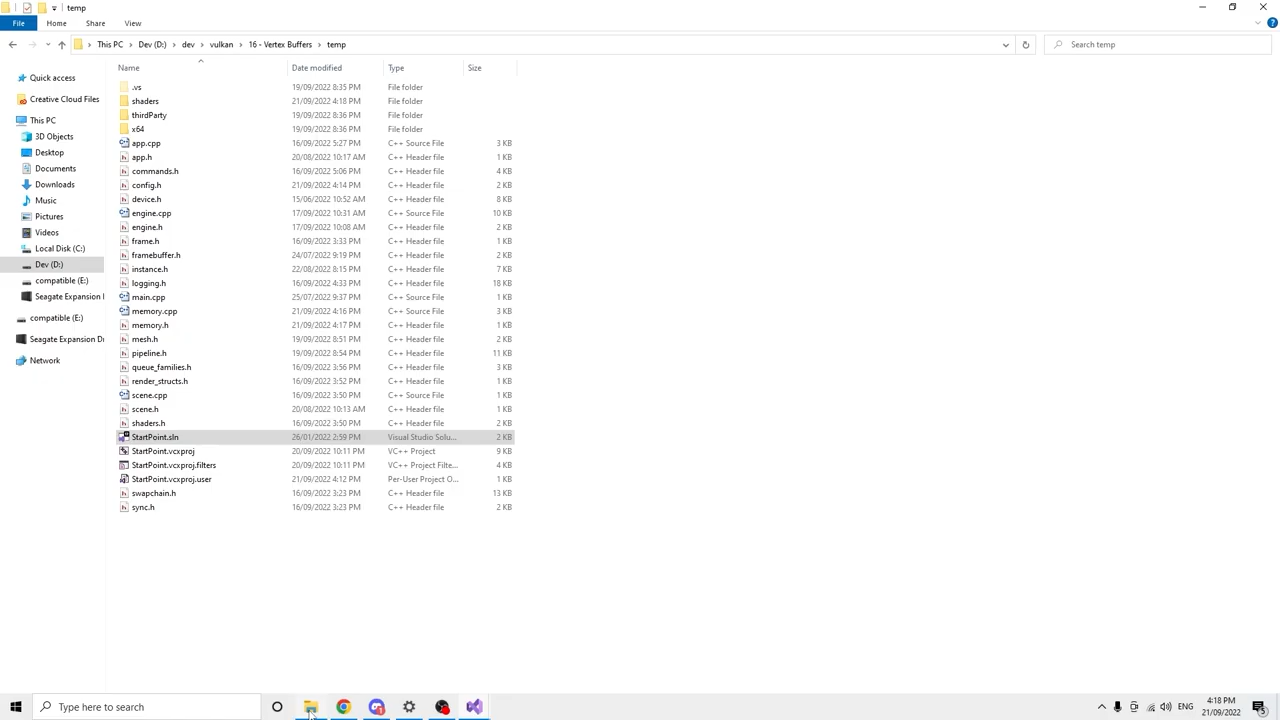 temp
File Home Share View
This PC Dev (D:) dev vulkan 16 - Vertex Buffers temp Search temp
Name Date modified Type Size
Quick access
Creative Cloud Files
This PC
3D Objects
Desktop
Documents
Downloads
Music
Pictures
Videos
Local Disk (C:)
Dev (D:)
compatible (E:)
Seagate Expansion
compatible (E:)
Seagate Expansion Dr
Network
.vs 19/09/2022 8:35 PM File folder
shaders 21/09/2022 4:18 PM File folder
thirdParty 19/09/2022 8:36 PM File folder
x64 19/09/2022 8:36 PM File folder
app.cpp 16/09/2022 5:27 PM C++ Source File 3 KB
app.h 20/08/2022 10:17 AM C++ Header file 1 KB
commands.h 16/09/2022 5:06 PM C++ Header file 4 KB
config.h 21/09/2022 4:14 PM C++ Header file 2 KB
device.h 15/06/2022 10:52 AM C++ Header file 8 KB
engine.cpp 17/09/2022 10:31 AM C++ Source File 10 KB
engine.h 17/09/2022 10:08 AM C++ Header file 2 KB
frame.h 16/09/2022 3:33 PM C++ Header file 1 KB
framebuffer.h 24/07/2022 9:19 PM C++ Header file 2 KB
instance.h 22/08/2022 8:15 PM C++ Header file 7 KB
logging.h 16/09/2022 4:33 PM C++ Header file 18 KB
main.cpp 25/07/2022 9:37 PM C++ Source File 1 KB
memory.cpp 21/09/2022 4:16 PM C++ Source File 3 KB
memory.h 21/09/2022 4:17 PM C++ Header file 1 KB
mesh.h 19/09/2022 8:51 PM C++ Header file 2 KB
pipeline.h 19/09/2022 8:54 PM C++ Header file 11 KB
queue_families.h 16/09/2022 3:56 PM C++ Header file 3 KB
render_structs.h 16/09/2022 3:52 PM C++ Header file 1 KB
scene.cpp 16/09/2022 3:50 PM C++ Source File 1 KB
scene.h 20/08/2022 10:13 AM C++ Header file 1 KB
shaders.h 16/09/2022 3:50 PM C++ Header file 2 KB
StartPoint.sln 26/01/2022 2:59 PM Visual Studio Solu... 2 KB
StartPoint.vcxproj 20/09/2022 10:11 PM VC++ Project 9 KB
StartPoint.vcxproj.filters 20/09/2022 10:11 PM VC++ Project Filte... 4 KB
StartPoint.vcxproj.user 21/09/2022 4:12 PM Per-User Project O... 1 KB
swapchain.h 16/09/2022 3:23 PM C++ Header file 13 KB
sync.h 16/09/2022 3:23 PM C++ Header file 2 KB
Type here to search
ENG
4:18 PM
21/09/2022